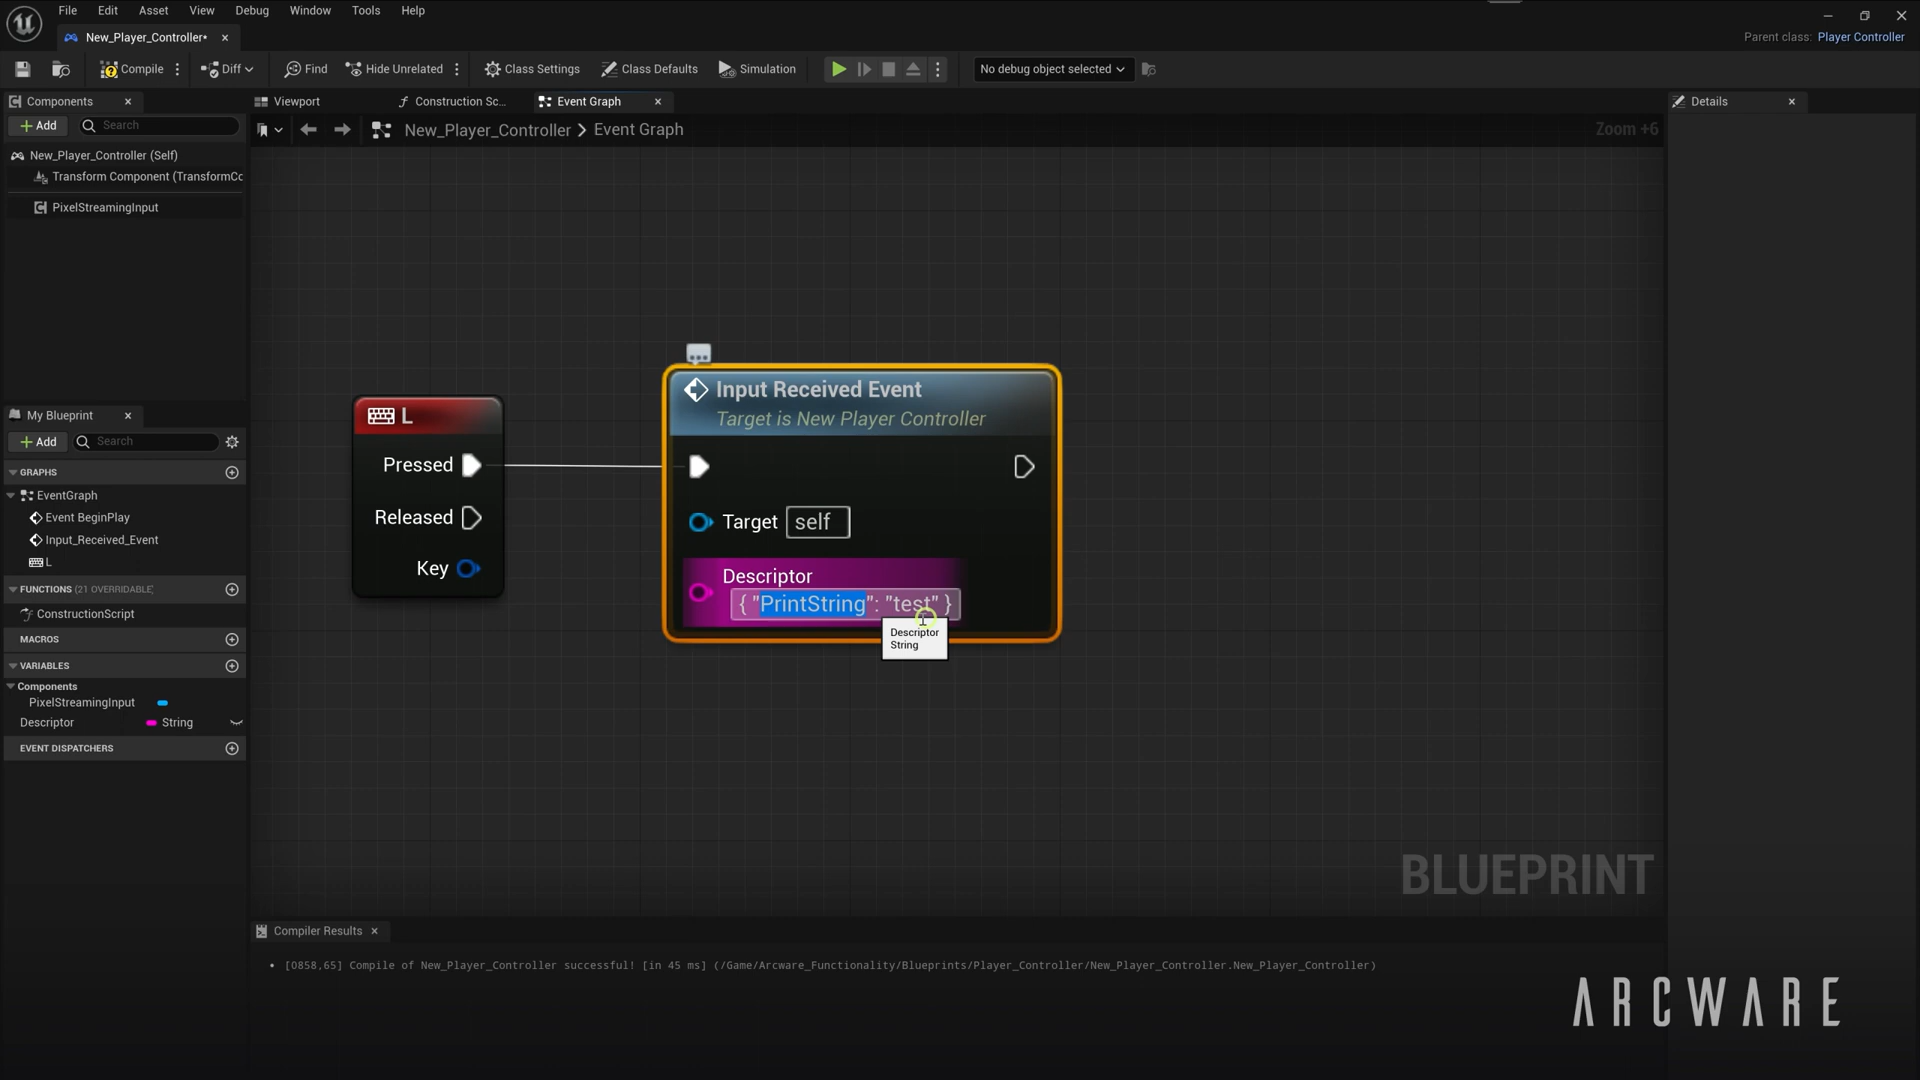 File Edit Asset View Debug Window Tools Help
New_Player_Controller•
Parent class: Player Controller
Compile Diff Find Hide Unrelated Class Settings Class Defaults Simulation No debug object selected
Components
Viewport Construction Sc... Event Graph
Details
Add Search
New_Player_Controller > Event Graph
Zoom +6
New_Player_Controller (Self)
Transform Component (TransformCc
PixelStreamingInput
Input Received Event
Target is New Player Controller
L
Pressed
Released
Key
Target self
Descriptor
{ "PrintString": "test" }
Descriptor
String
My Blueprint
Add Search
GRAPHS
EventGraph
Event BeginPlay
Input_Received_Event
L
FUNCTIONS (21 OVERRIDABLE)
ConstructionScript
MACROS
VARIABLES
Components
PixelStreamingInput
Descriptor String
EVENT DISPATCHERS
BLUEPRINT
Compiler Results
[0858,65] Compile of New_Player_Controller successful! [in 45 ms] (/Game/Arcware_Functionality/Blueprints/Player_Controller/New_Player_Controller.New_Player_Controller)
ARCWARE